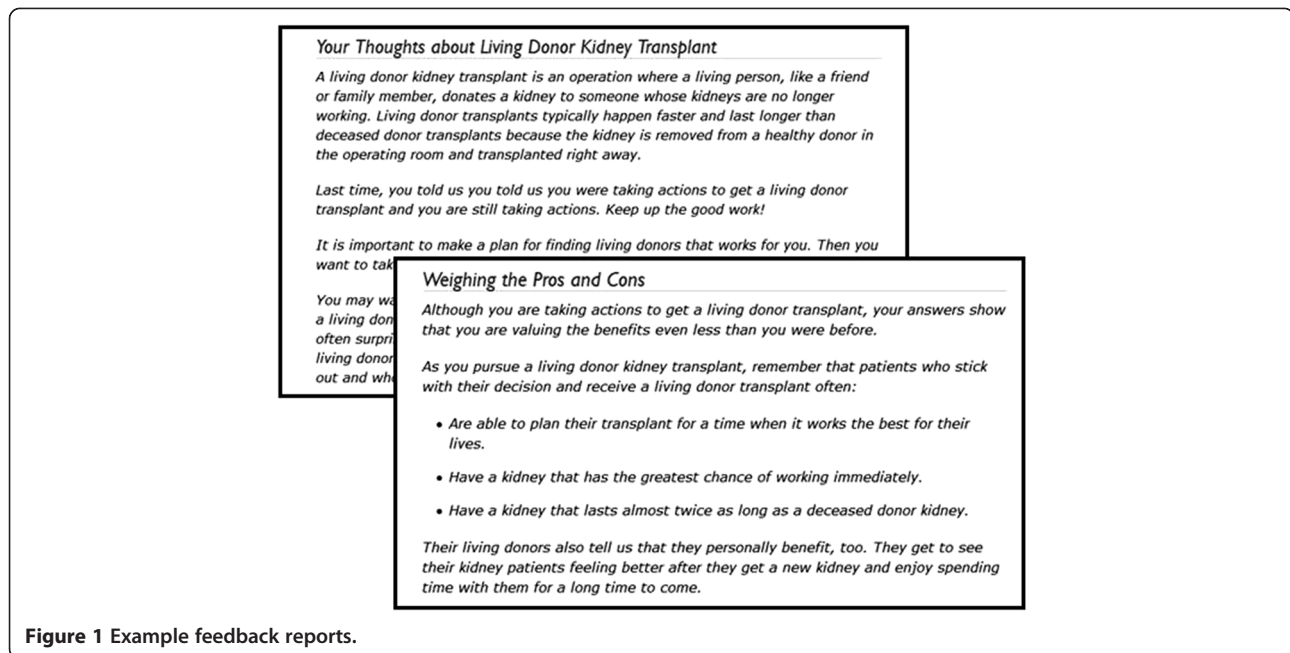 Your Thoughts about Living Donor Kidney Transplant
A living donor kidney transplant is an operation where a living person, like a friend
or family member, donates a kidney to someone whose kidneys are no longer
working. Living donor transplants typically happen faster and last longer than
deceased donor transplants because the kidney is removed from a healthy donor in
the operating room and transplanted right away.
Last time, you told us you told us you were taking actions to get a living donor
transplant and you are still taking actions. Keep up the good work!
It is important to make a plan for finding living donors that works for you. Then you
want to
You may
a living
often
living donor
out and
Weighing the Pros and Cons
Although you are taking actions to get a living donor transplant, your answers show
that you are valuing the benefits even less than you were before.
As you pursue a living donor kidney transplant, remember that patients who stick
with their decision and receive a living donor transplant often:
• Are able to plan their transplant for a time when it works the best for their
lives.
• Have a kidney that has the greatest chance of working immediately.
• Have a kidney that lasts almost twice as long as a deceased donor kidney.
Their living donors also tell us that they personally benefit, too. They get to see
their kidney patients feeling better after they get a new kidney and enjoy spending
time with them for a long time to come.
Figure 1 Example feedback reports.